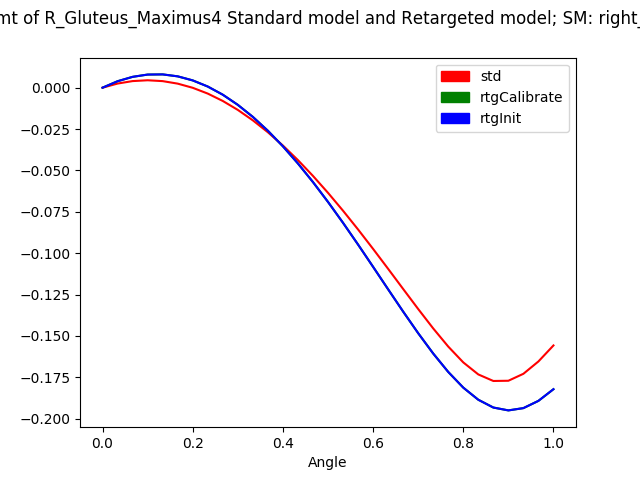 of R_Gluteus_Maximus4 Standard model and Retargeted model; SM:
std
rtgCalibrate
rtgInit
0.000
−0.025
−0.050
−0.075
−0.100
−0.125
−0.150
−0.175
−0.200
0.0 0.2 0.4 0.6 0.8 1.0
Angle